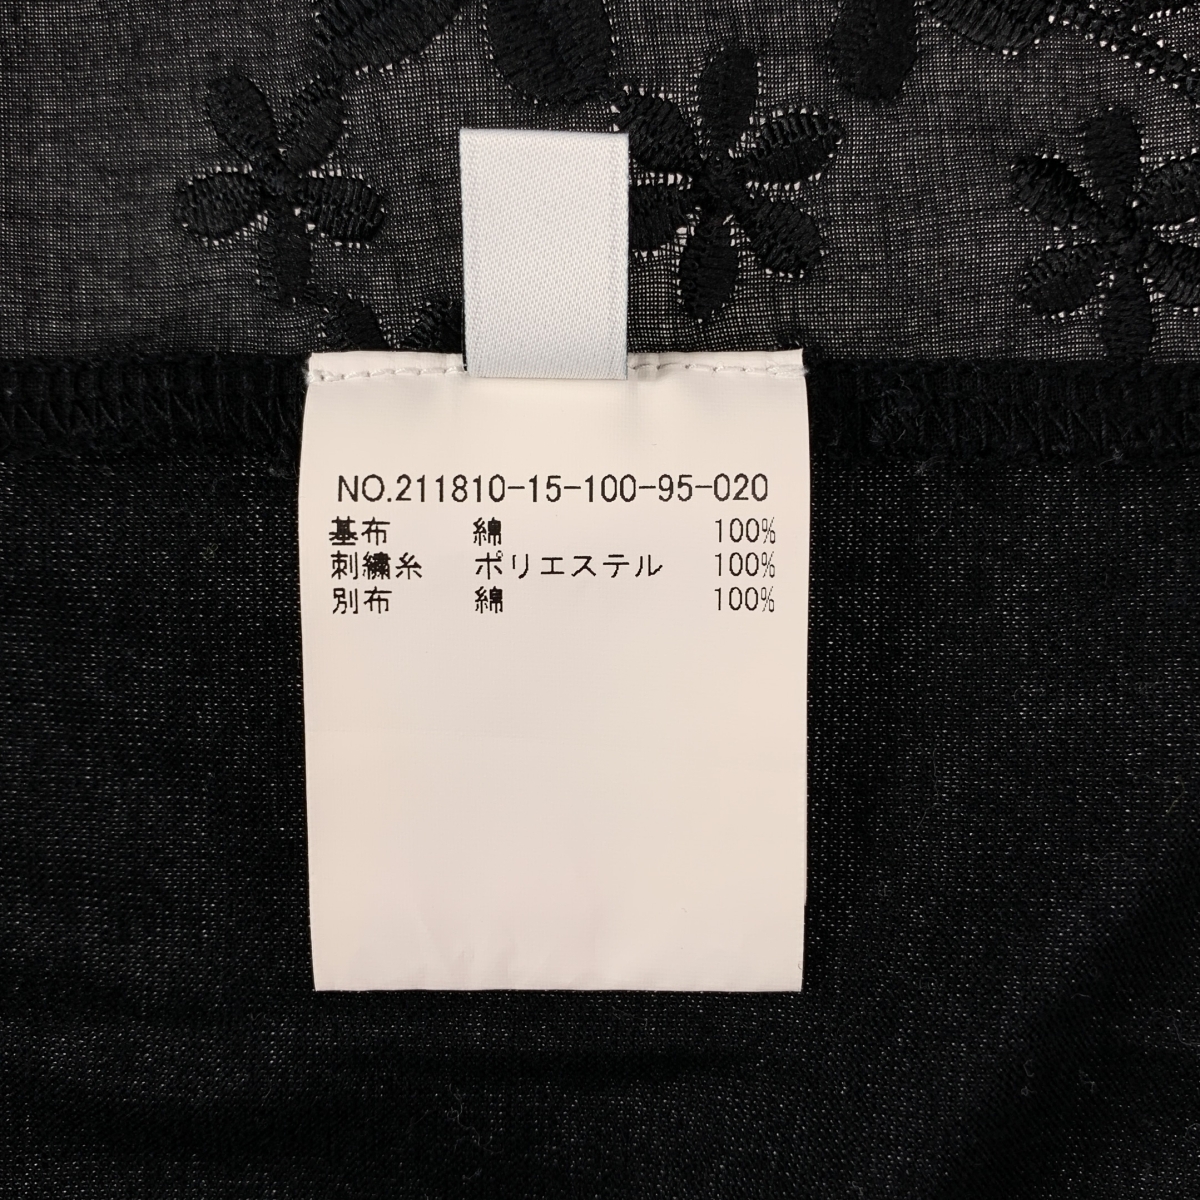 NO.211810-15-100-95-020
基布 綿 100%
刺繍糸 ポリエステル 100%
別布 綿 100%